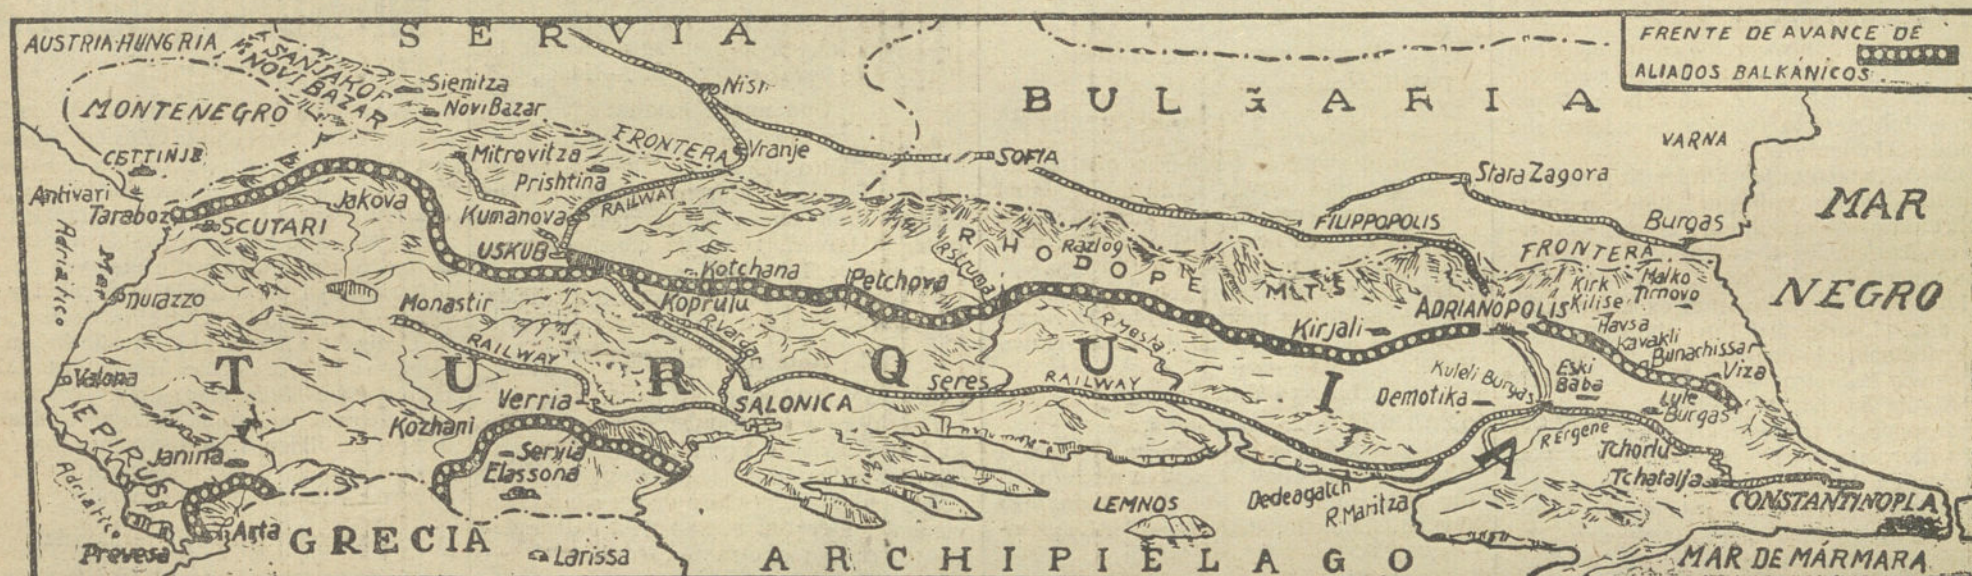 FRENTE DE AVANCE DE
ALIADOS BALKÁNICOS
AUSTRIA-HUNGRIA
SERVIA
SANJAK OF
NOVI BAZAR
Sienitza
Novi Bazar
Nish
BULGARIA
MONTENEGRO
FRONTERA
Vranje
VARNA
CETTINJE
Mitrovitza
Prishtina
SOFIA
Stara Zagora
Antivari
Taraboz
SCUTARI
Jakova
Kumanova
RAILWAY
FILIPPOPOLIS
Burgas
MAR
NEGRO
USKUB
RHODOPE MTS
Razlog
R. Struma
FRONTERA
Mar Adriatico
Durazzo
Monastir
Kotchana
Koprulu
R. Vardar
Petchova
Kirjali
ADRIANÓPOLIS
Kirk
Kilise
Malko
Tirnovo
Havsa
Kavakli
Bunachissar
Viza
RAILWAY
R. Mesta
TURQUIA
Valona
Verria
SALONICA
Seres
RAILWAY
Demotika
Kuleli Burgas
Eski
Baba
Lule
Burgas
EPIRUS
Kozhani
Janina
Servia
Elassona
R. Ergene
Tchorlu
Tchatalja
CONSTANTINOPLA
Adriatico
Prevesa
Arta
GRECIA
Larissa
LEMNOS
Dedeagatch
R. Maritza
ARCHIPIÉLAGO
MAR DE MÁRMARA